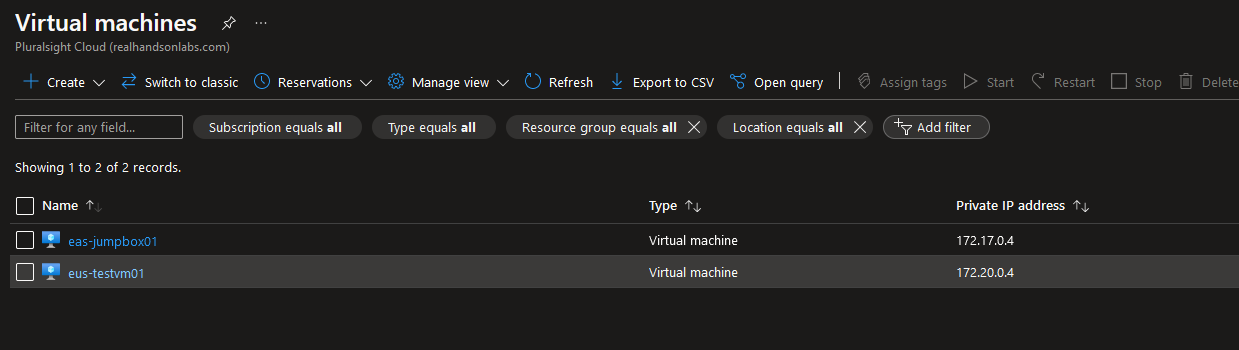 Virtual machines ...
Pluralsight Cloud (realhandsonlabs.com)
Create Switch to classic Reservations Manage view Refresh Export to CSV Open query Assign tags Start Restart Stop Delete
Filter for any field... Subscription equals all Type equals all Resource group equals all Location equals all Add filter
Showing 1 to 2 of 2 records.
Name Type Private IP address
eas-jumpbox01 Virtual machine 172.17.0.4
eus-testvm01 Virtual machine 172.20.0.4